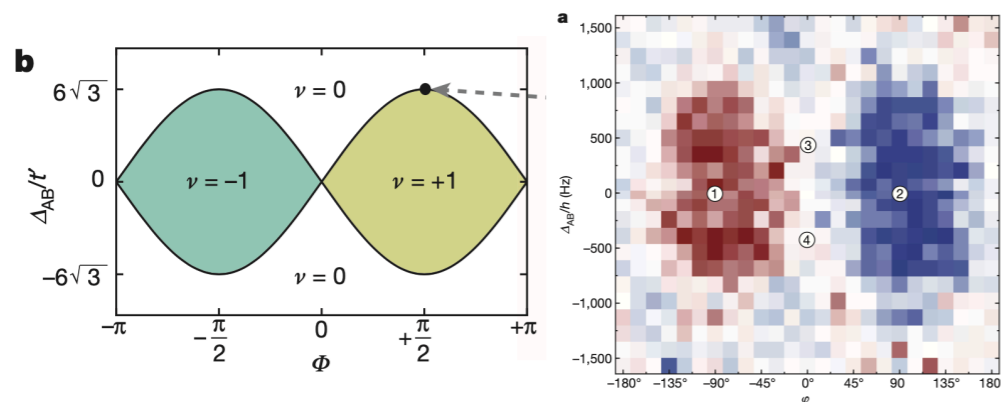 b
Δ_AB/t′
6√3
0
−6√3
ν = 0
ν = −1
ν = +1
ν = 0
−π
−π/2
0
+π/2
+π
Φ
a
Δ_AB/h (Hz)
1,500
1,000
500
0
−500
−1,000
−1,500
3
1
2
4
-180° -135° -90° -45° 0° 45° 90 135° 180
φ